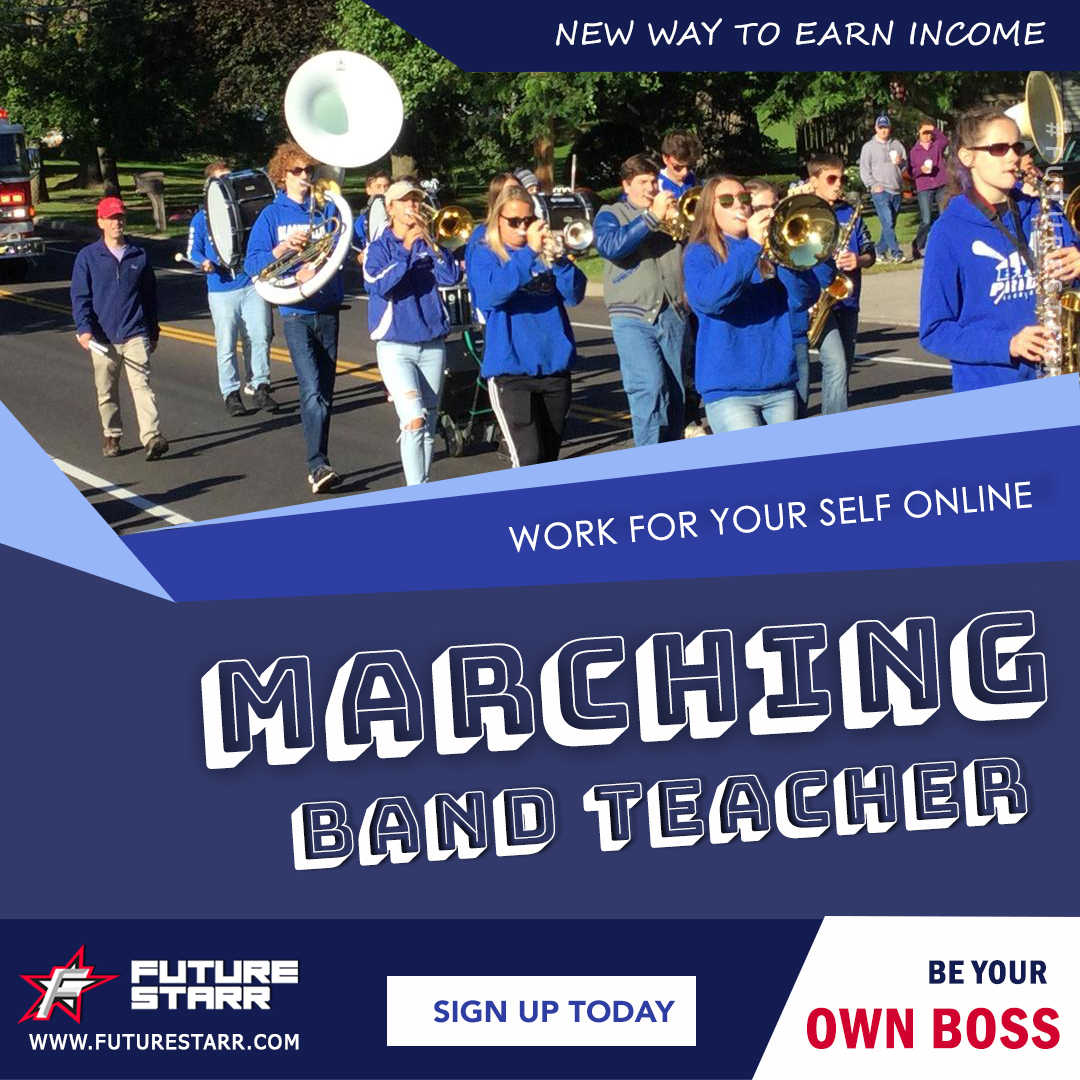 NEW WAY TO EARN INCOME
WORK FOR YOUR SELF ONLINE
MARCHING
BAND TEACHER
FUTURE
STARR
WWW.FUTURESTARR.COM
SIGN UP TODAY
BE YOUR
OWN BOSS